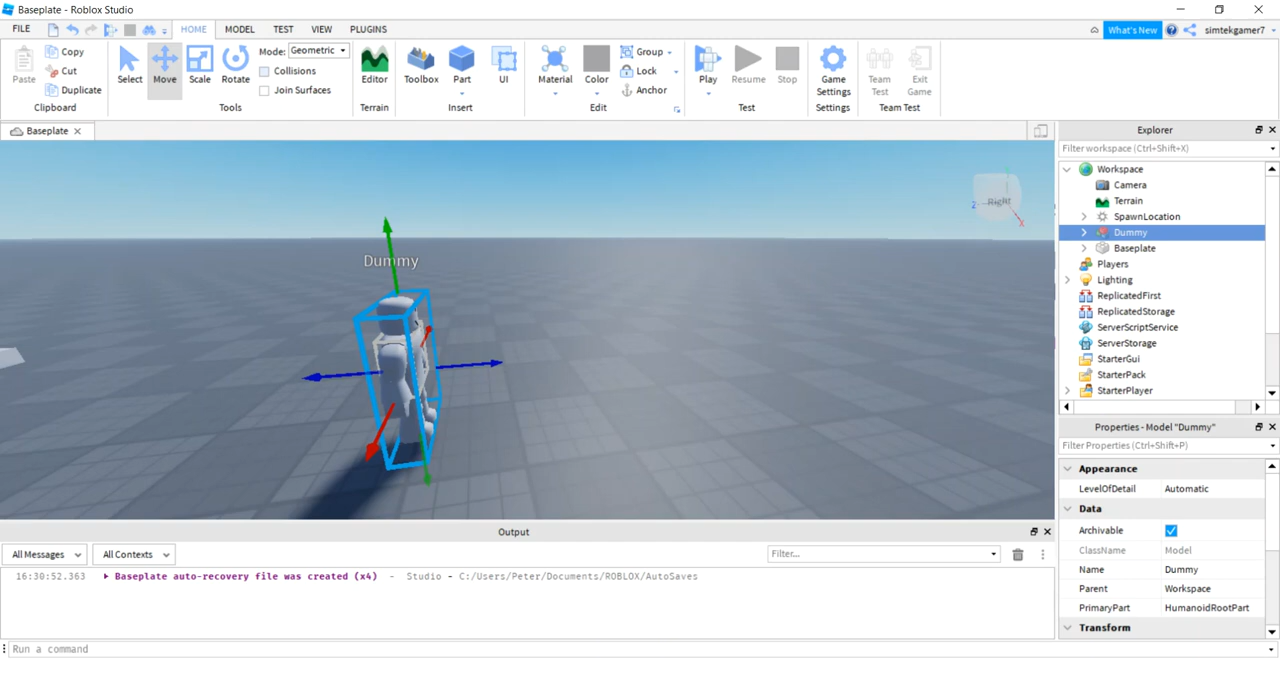 Baseplate - Roblox Studio
FILE HOME MODEL TEST VIEW PLUGINS What's New simtekgamer7
Paste Copy Cut Duplicate Clipboard
Select Move Scale Rotate Mode: Geometric Collisions Join Surfaces Tools
Editor Terrain
Toolbox Part UI Insert
Material Color Group Lock Anchor Edit
Play Resume Stop Test
Game Settings Settings
Team Test Exit Game Team Test
Baseplate
Dummy
Right
Z
X
Explorer
Filter workspace (Ctrl+Shift+X)
Workspace
Camera
Terrain
SpawnLocation
Dummy
Baseplate
Players
Lighting
ReplicatedFirst
ReplicatedStorage
ServerScriptService
ServerStorage
StarterGui
StarterPack
StarterPlayer
Properties - Model "Dummy"
Filter Properties (Ctrl+Shift+P)
Appearance
LevelOfDetail Automatic
Data
Archivable
ClassName Model
Name Dummy
Parent Workspace
PrimaryPart HumanoidRootPart
Transform
Output
All Messages All Contexts Filter...
16:30:52.363 Baseplate auto-recovery file was created (x4) - Studio - C:/Users/Peter/Documents/ROBLOX/AutoSaves
Run a command